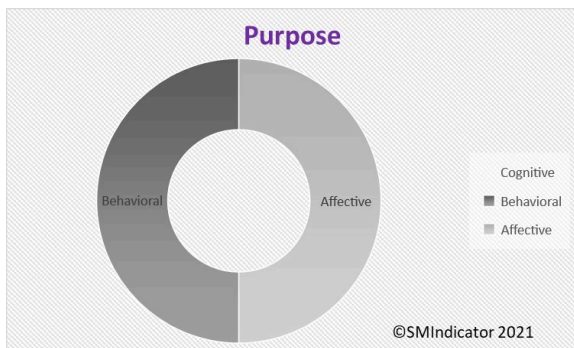 Purpose
Behavioral
Affective
Cognitive
Behavioral
Affective
©SMIndicator 2021